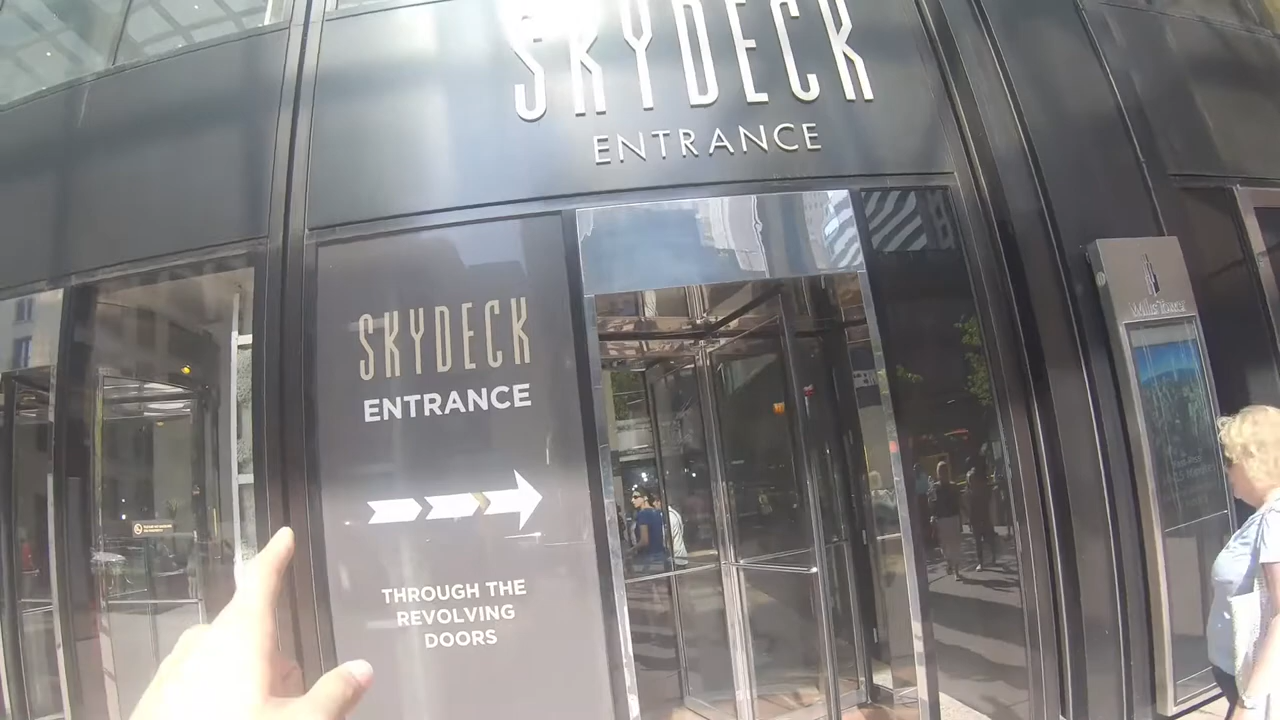 SKYDECK
ENTRANCE
SKYDECK
ENTRANCE
THROUGH THE
REVOLVING
DOORS
Willis Tower